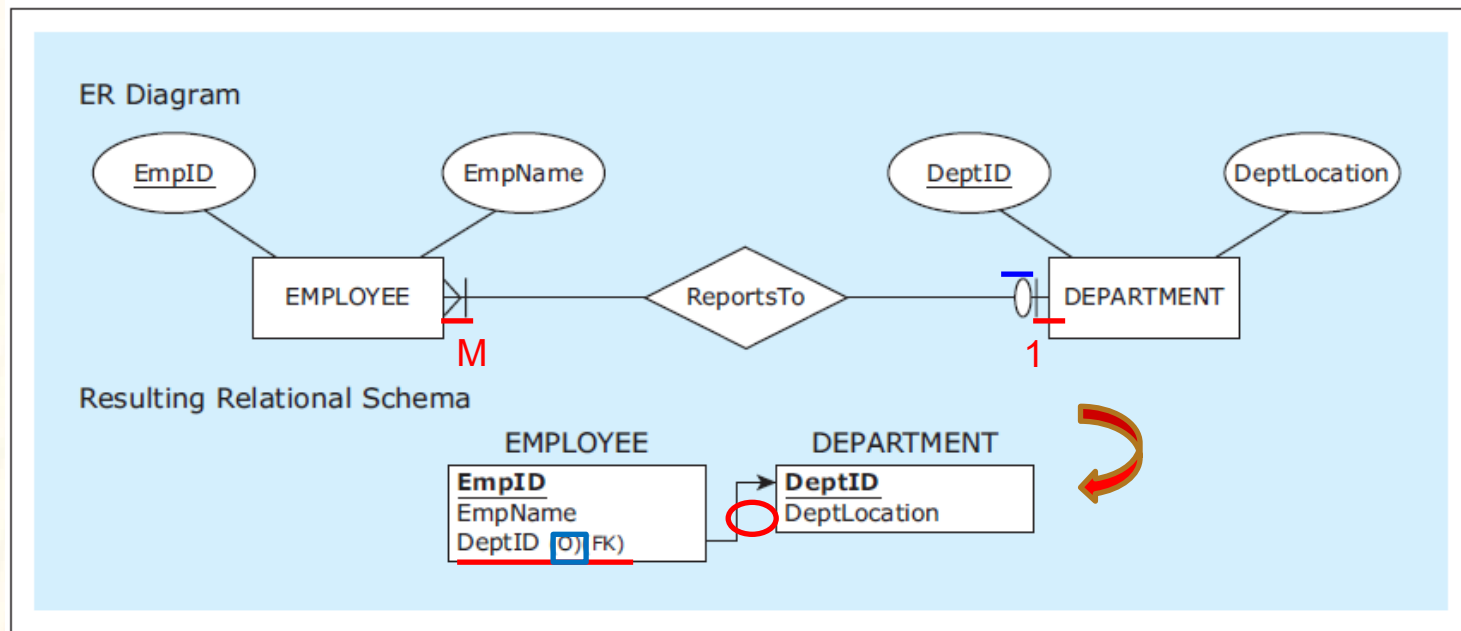 ER Diagram
EmpID
EmpName
DeptID
DeptLocation
EMPLOYEE
ReportsTo
DEPARTMENT
M
1
Resulting Relational Schema
EMPLOYEE
DEPARTMENT
EmpID
EmpName
DeptID (O)(FK)
DeptID
DeptLocation